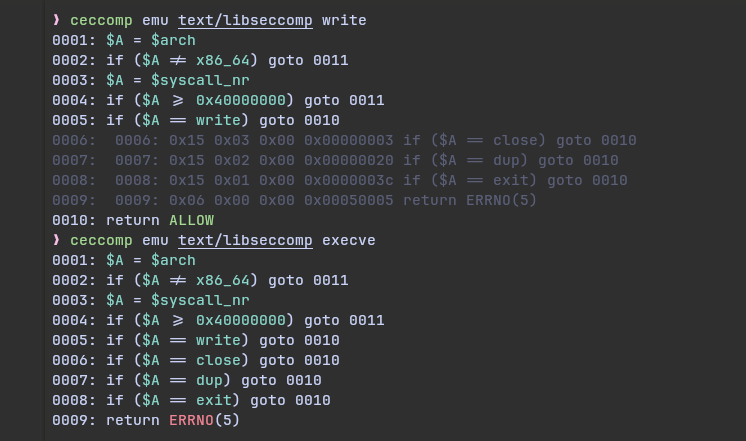 ❱ ceccomp emu text/libseccomp write
0001: $A = $arch
0002: if ($A ≠ x86_64) goto 0011
0003: $A = $syscall_nr
0004: if ($A ⩾ 0x40000000) goto 0011
0005: if ($A == write) goto 0010
0006:  0006: 0x15 0x03 0x00 0x00000003 if ($A == close) goto 0010
0007:  0007: 0x15 0x02 0x00 0x00000020 if ($A == dup) goto 0010
0008:  0008: 0x15 0x01 0x00 0x0000003c if ($A == exit) goto 0010
0009:  0009: 0x06 0x00 0x00 0x00050005 return ERRNO(5)
0010: return ALLOW
❱ ceccomp emu text/libseccomp execve
0001: $A = $arch
0002: if ($A ≠ x86_64) goto 0011
0003: $A = $syscall_nr
0004: if ($A ⩾ 0x40000000) goto 0011
0005: if ($A == write) goto 0010
0006: if ($A == close) goto 0010
0007: if ($A == dup) goto 0010
0008: if ($A == exit) goto 0010
0009: return ERRNO(5)